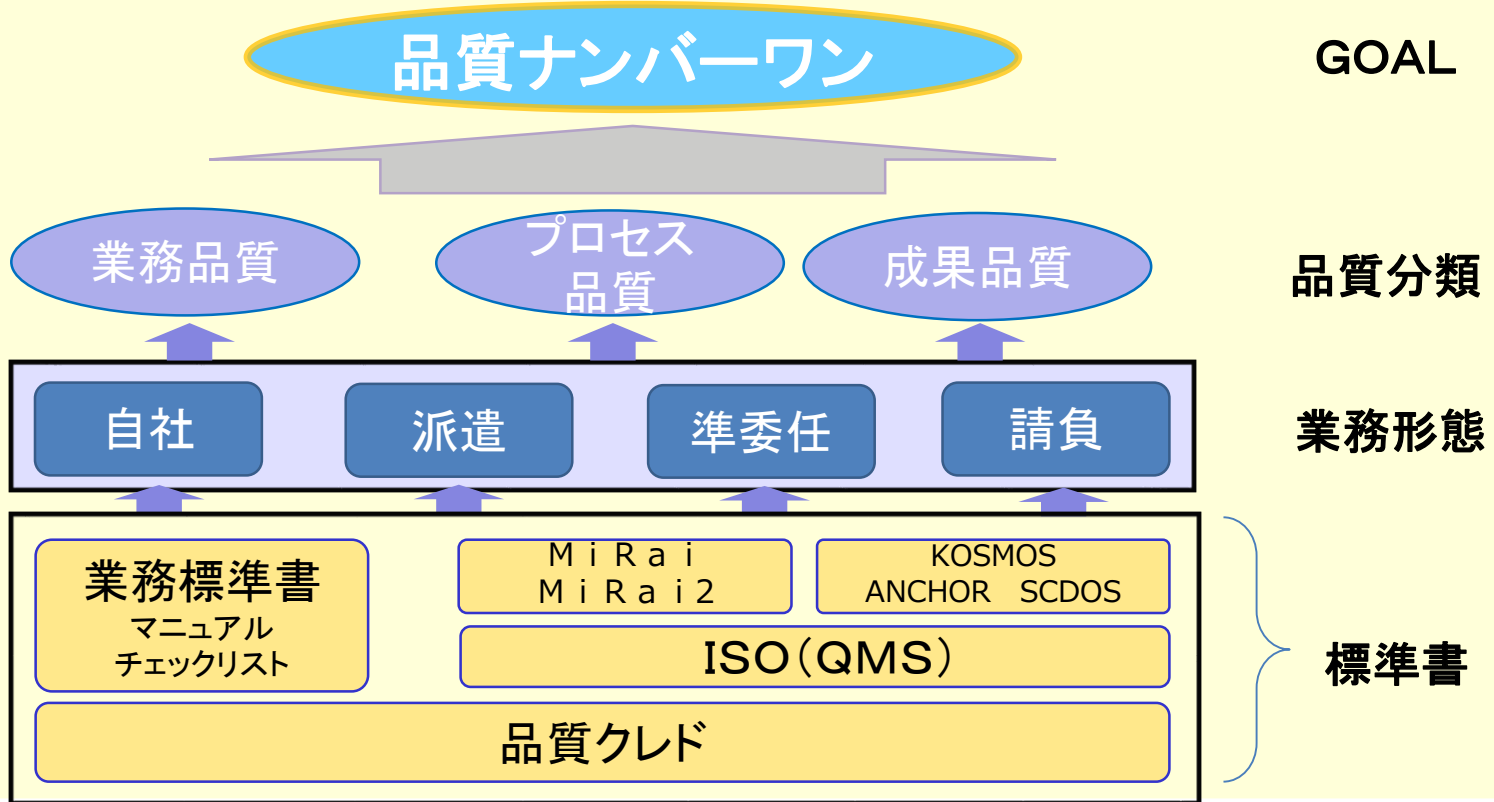 品質ナンバーワン
GOAL
業務品質
プロセス
品質
成果品質
品質分類
自社
派遣
準委任
請負
業務形態
業務標準書
マニュアル
チェックリスト
ＭｉＲａｉ
ＭｉＲａｉ２
KOSMOS
ANCHOR　SCDOS
ISO(QMS)
品質クレド
標準書